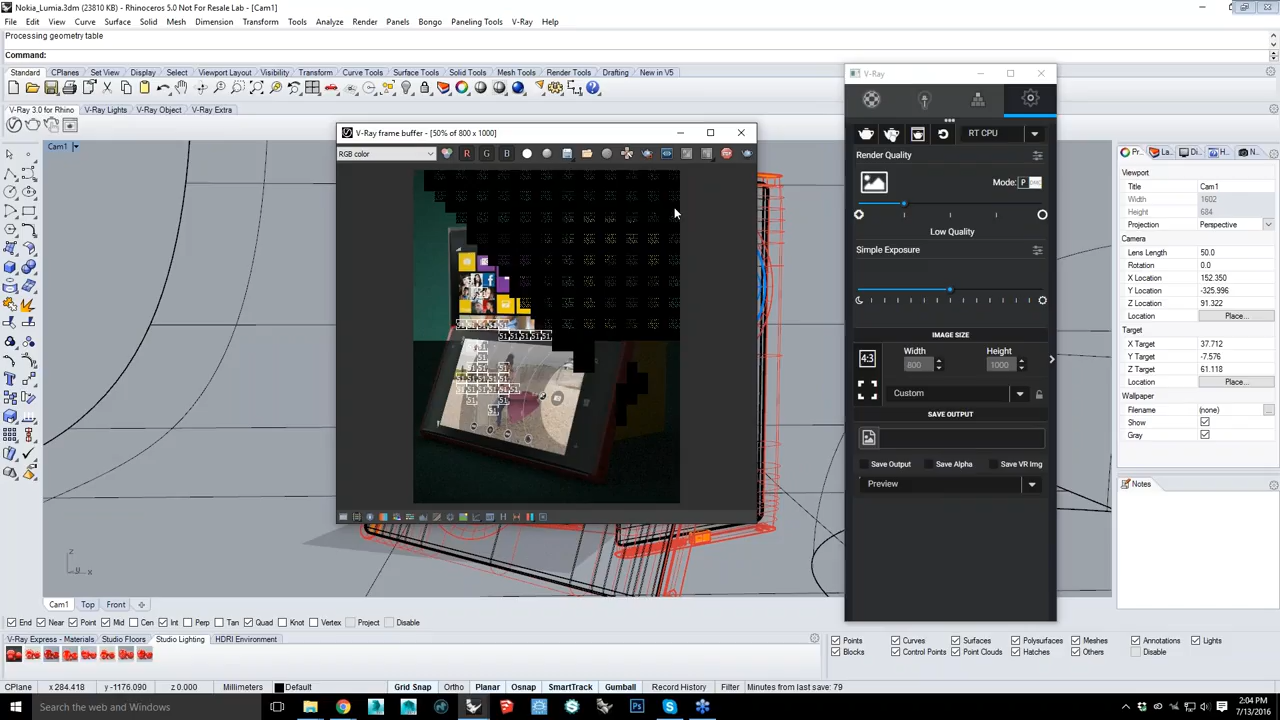 Nokia_Lumia.3dm (23810 KB) - Rhinoceros 5.0 Not For Resale Lab - [Cam1]
File Edit View Curve Surface Solid Mesh Dimension Transform Tools Analyze Render Panels Bongo Paneling Tools V-Ray Help
Processing geometry table
Command:
Standard CPlanes Set View Display Select Viewport Layout Visibility Transform Curve Tools Surface Tools Solid Tools Mesh Tools Render Tools Drafting New in V5
V-Ray 3.0 for Rhino V-Ray Lights V-Ray Object V-Ray Extra
Cam1
V-Ray frame buffer - [50% of 800 x 1000]
RGB color
R G B
V-Ray
RT CPU
Render Quality
Mode: P
Low Quality
Simple Exposure
IMAGE SIZE
Width Height
4:3 800 1000
Custom
SAVE OUTPUT
Save Output Save Alpha Save VR Img
Preview
Pr... La... Di... H... N...
Viewport
Title Cam1
Width 1602
Height 684
Projection Perspective
Camera
Lens Length 50.0
Rotation 0.0
X Location 152.350
Y Location -325.996
Z Location 91.322
Location Place...
Target
X Target 37.712
Y Target -7.576
Z Target 61.118
Location Place...
Wallpaper
Filename (none)
Show
Gray
Notes
z
y x
Cam1 Top Front
End Near Point Mid Cen Int Perp Tan Quad Knot Vertex Project Disable
V-Ray Express - Materials Studio Floors Studio Lighting HDRI Environment
Points Curves Surfaces Polysurfaces Meshes Annotations Lights
Blocks Control Points Point Clouds Hatches Others Disable
CPlane x 284.418 y -1176.090 z 0.000 Millimeters Default Grid Snap Ortho Planar Osnap SmartTrack Gumball Record History Filter Minutes from last save: 79
Search the web and Windows
2:04 PM
7/13/2016